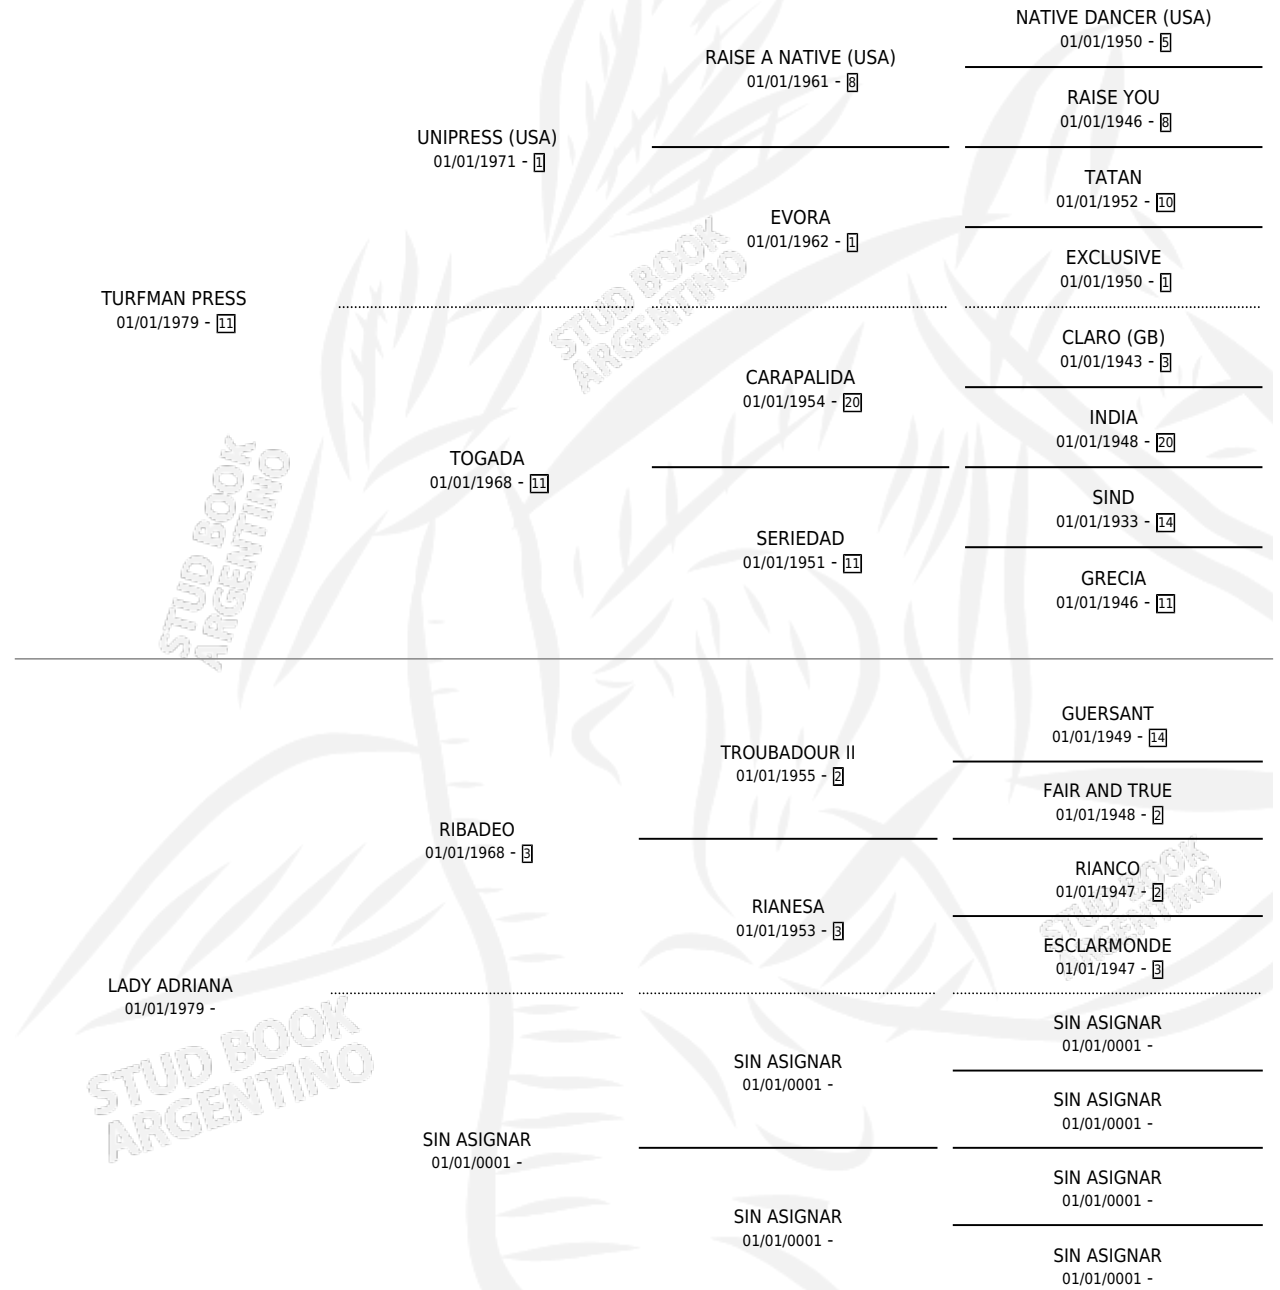 NATIVE DANCER (USA)
01/01/1950 - 5
RAISE A NATIVE (USA)
01/01/1961 - 8
RAISE YOU
01/01/1946 - 8
UNIPRESS (USA)
01/01/1971 - 1
TATAN
01/01/1952 - 10
EVORA
01/01/1962 - 1
EXCLUSIVE
01/01/1950 - 1
TURFMAN PRESS
01/01/1979 - 11
CLARO (GB)
01/01/1943 - 3
CARAPALIDA
01/01/1954 - 20
INDIA
01/01/1948 - 20
TOGADA
01/01/1968 - 11
SIND
01/01/1933 - 14
SERIEDAD
01/01/1951 - 11
GRECIA
01/01/1946 - 11
GUERSANT
01/01/1949 - 14
TROUBADOUR II
01/01/1955 - 2
FAIR AND TRUE
01/01/1948 - 2
RIBADEO
01/01/1968 - 3
RIANCO
01/01/1947 - 2
RIANESA
01/01/1953 - 3
ESCLARMONDE
01/01/1947 - 3
LADY ADRIANA
01/01/1979 -
SIN ASIGNAR
01/01/0001 -
SIN ASIGNAR
01/01/0001 -
SIN ASIGNAR
01/01/0001 -
SIN ASIGNAR
01/01/0001 -
SIN ASIGNAR
01/01/0001 -
SIN ASIGNAR
01/01/0001 -
SIN ASIGNAR
01/01/0001 -
STUD BOOK
ARGENTINO
STUD BOOK
ARGENTINO
STUD BOOK
ARGENTINO
STUD BOOK
ARGENTINO